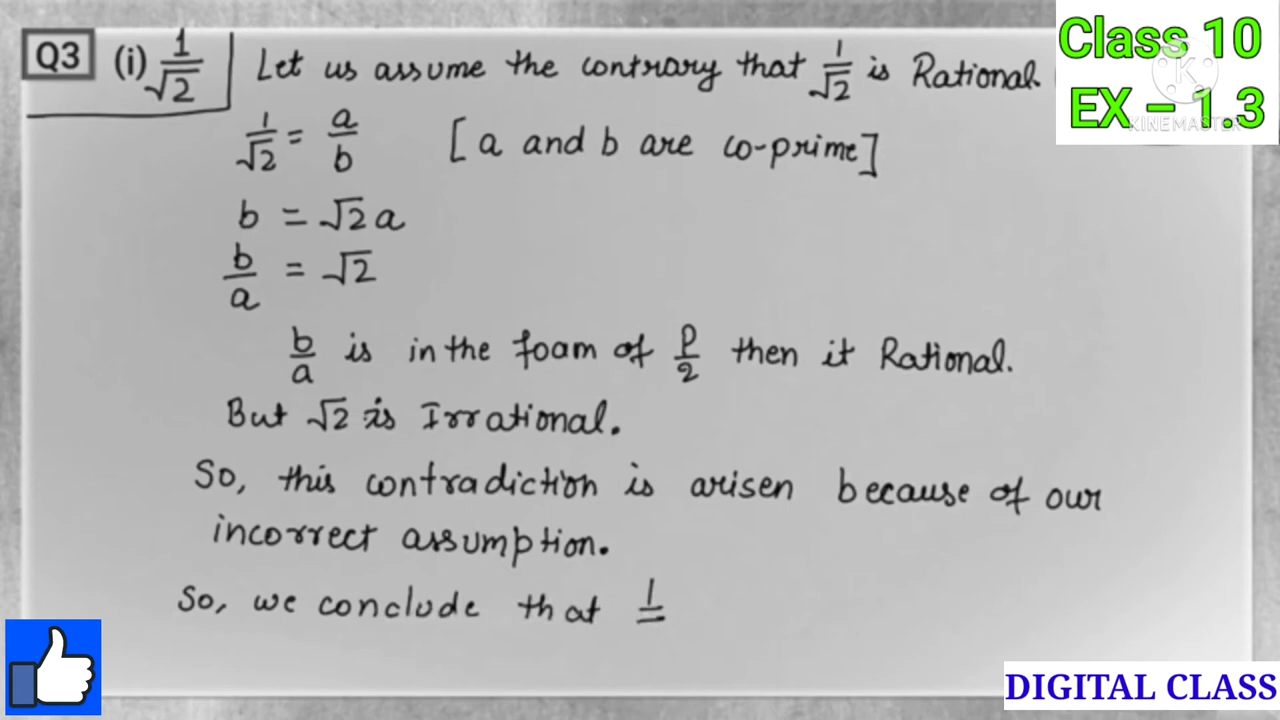 Q3 (i) 1/√2 Let us assume the contrary that 1/√2 is Rational.
Class 10
EX - 1.3
KINEMASTER
1/√2 = a/b [a and b are co-prime]
b = √2 a
b/a = √2
b/a is in the foam of p/2 then it Rational.
But √2 is Irrational.
So, this contradiction is arisen because of our
incorrect assumption.
So, we conclude that 1
DIGITAL CLASS